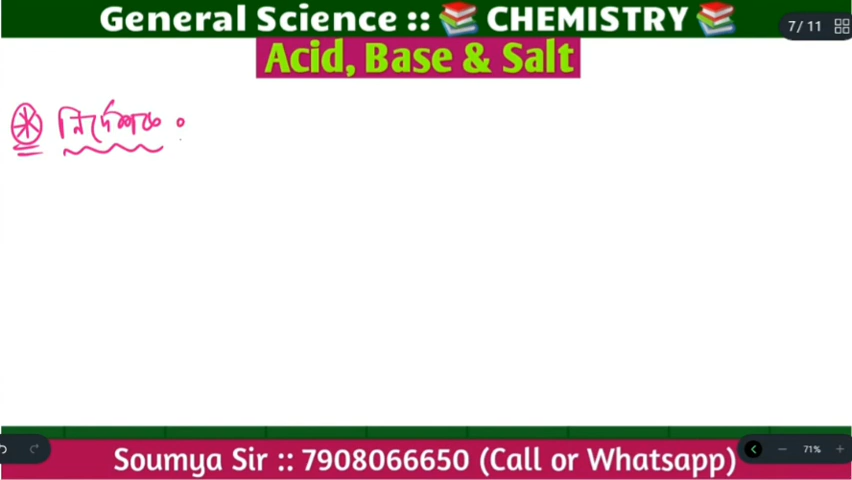 General Science :: 📚 CHEMISTRY 📚
7/11
Acid, Base & Salt
নির্দেশক :
71%
Soumya Sir :: 7908066650 (Call or Whatsapp)